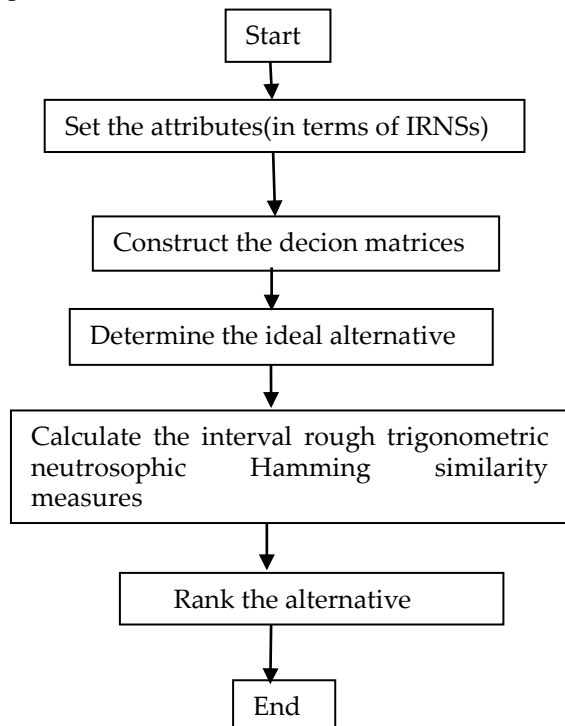 Start
Set the attributes(in terms of IRNSs)
Construct the decion matrices
Determine the ideal alternative
Calculate the interval rough trigonometric
neutrosophic Hamming similarity
measures
Rank the alternative
End